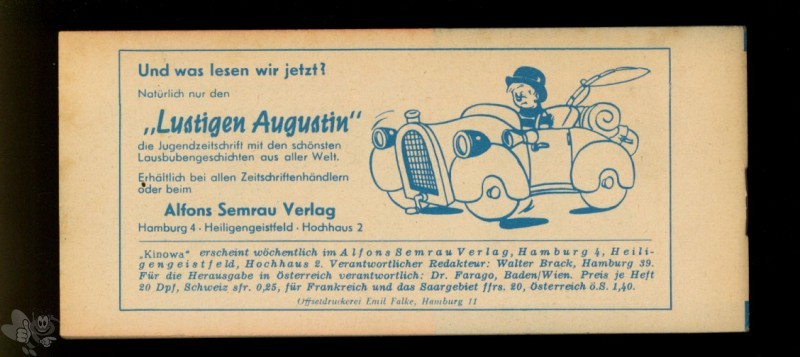 Und was lesen wir jetzt?
Natürlich nur den
„Lustigen Augustin"
die Jugendzeitschrift mit den schönsten
Lausbubengeschichten aus aller Welt.
Erhältlich bei allen Zeitschriftenhändlern
oder beim
Alfons Semrau Verlag
Hamburg 4 - Heiligengeistfeld - Hochhaus 2
„Kinowa" erscheint wöchentlich im Alfons Semrau Verlag, Hamburg 4, Heili-
gengeistfeld, Hochhaus 2. Verantwortlicher Redakteur: Walter Brack, Hamburg 39.
Für die Herausgabe in Österreich verantwortlich: Dr. Farago, Baden/Wien. Preis je Heft
20 Dpf, Schweiz sfr. 0,25, für Frankreich und das Saargebiet ffrs. 20, Österreich ö.S. 1,40.
Offsetdruckerei Emil Falke, Hamburg 11